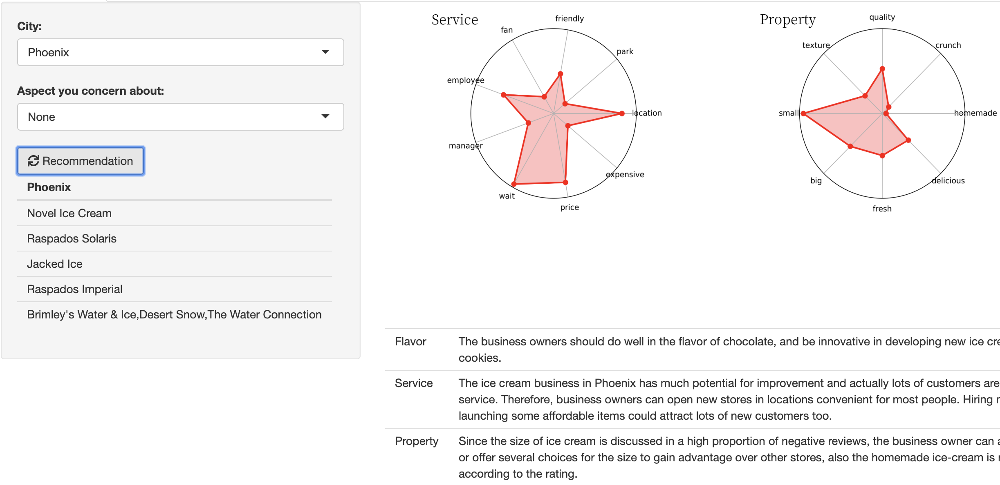 City:
Phoenix
Aspect you concern about:
None
Recommendation
Phoenix
Novel Ice Cream
Raspados Solaris
Jacked Ice
Raspados Imperial
Brimley's Water & Ice,Desert Snow,The Water Connection
Service
friendly
fan
park
employee
location
manager
expensive
wait
price
Property
quality
texture
crunch
small
homemade
big
delicious
fresh
Flavor
The business owners should do well in the flavor of chocolate, and be innovative in developing new ice
cookies.
Service
The ice cream business in Phoenix has much potential for improvement and actually lots of customers are
service. Therefore, business owners can open new stores in locations convenient for most people. Hiring
launching some affordable items could attract lots of new customers too.
Property
Since the size of ice cream is discussed in a high proportion of negative reviews, the business owner can
or offer several choices for the size to gain advantage over other stores, also the homemade ice-cream is
according to the rating.